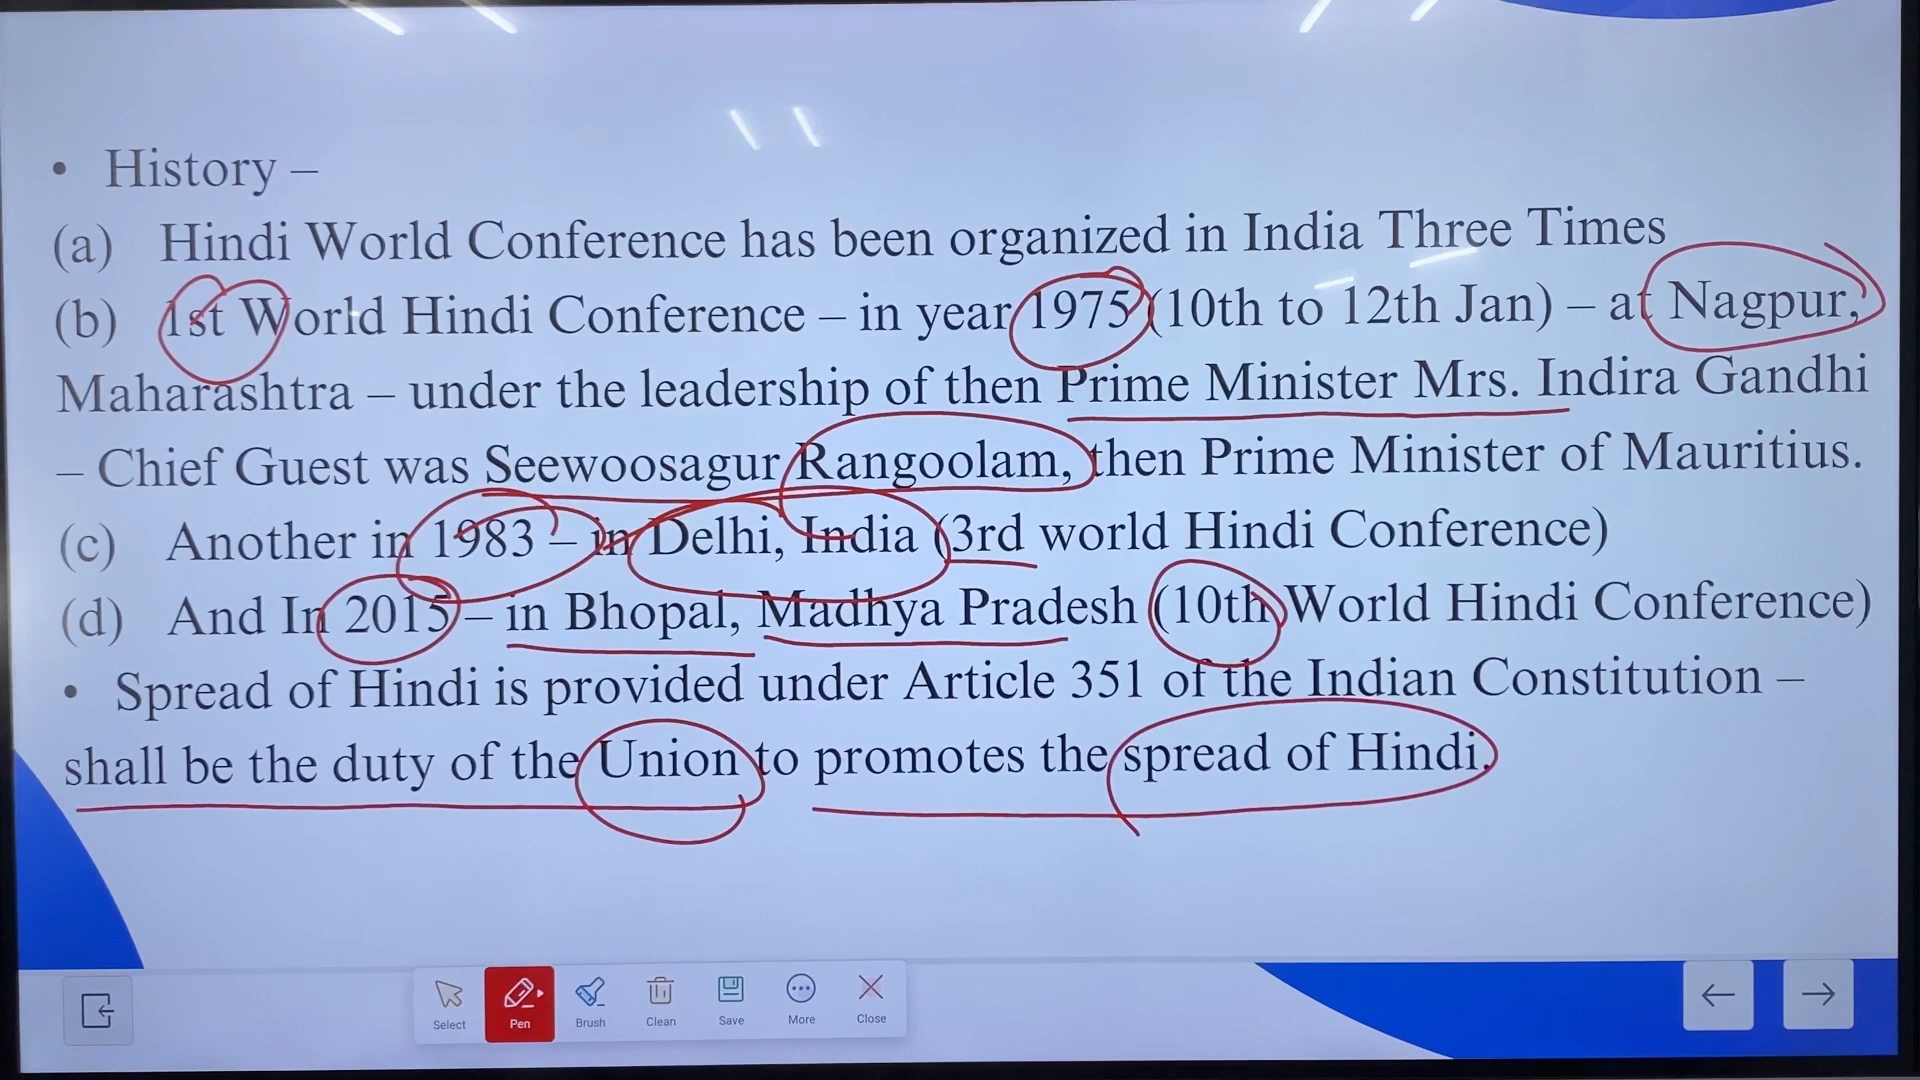 • History –
(a) Hindi World Conference has been organized in India Three Times
(b) 1st World Hindi Conference – in year 1975 (10th to 12th Jan) – at Nagpur,
Maharashtra – under the leadership of then Prime Minister Mrs. Indira Gandhi
– Chief Guest was Seewoosagur Rangoolam, then Prime Minister of Mauritius.
(c) Another in 1983 – in Delhi, India (3rd world Hindi Conference)
(d) And In 2015 – in Bhopal, Madhya Pradesh (10th World Hindi Conference)
• Spread of Hindi is provided under Article 351 of the Indian Constitution –
shall be the duty of the Union to promotes the spread of Hindi.
Select Pen Brush Clean Save More Close